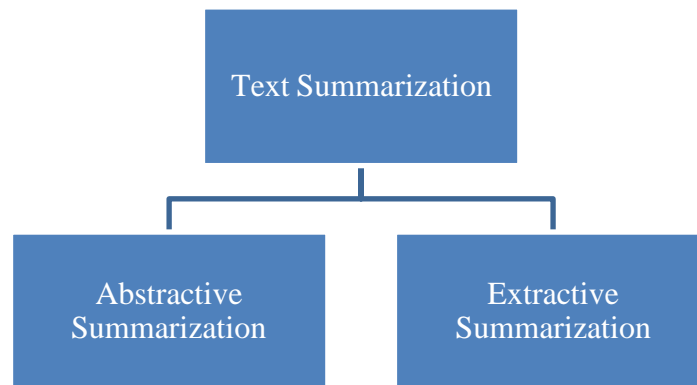 Text Summarization
Abstractive
Summarization
Extractive
Summarization